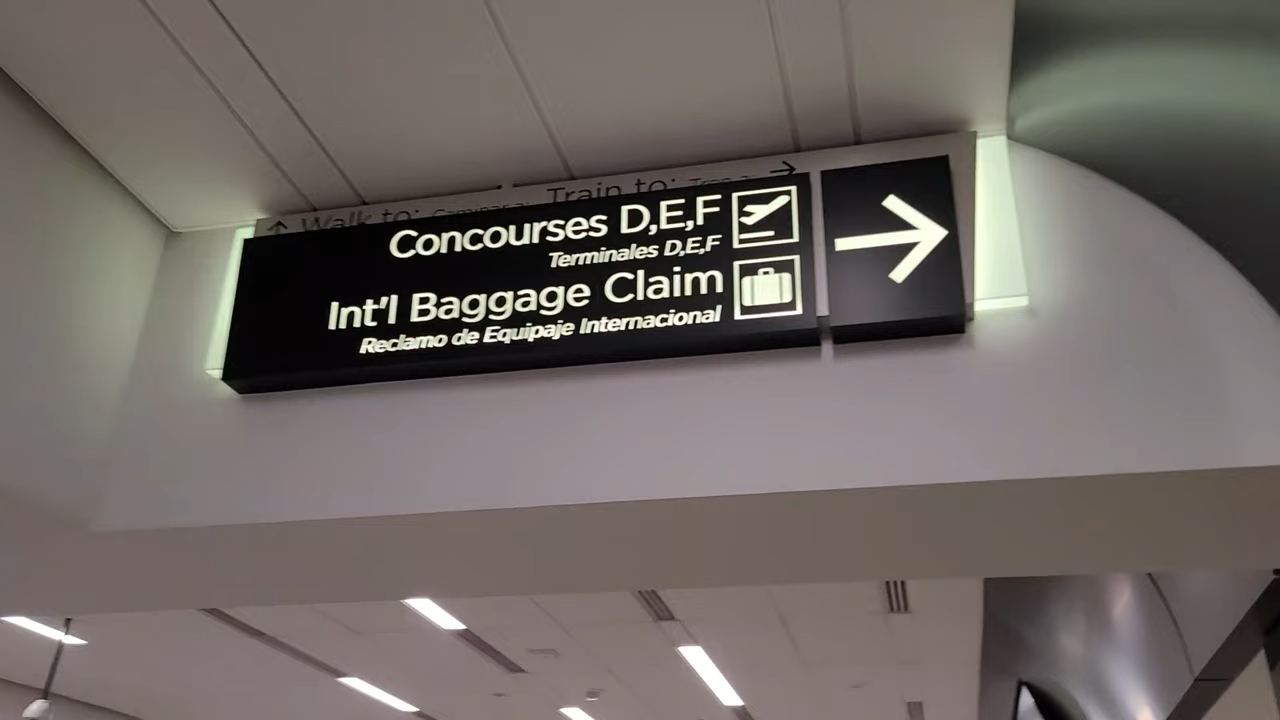 Walk to:
Train to:
Concourses D,E,F
Terminales D,E,F
Int'l Baggage Claim
Reclamo de Equipaje Internacional